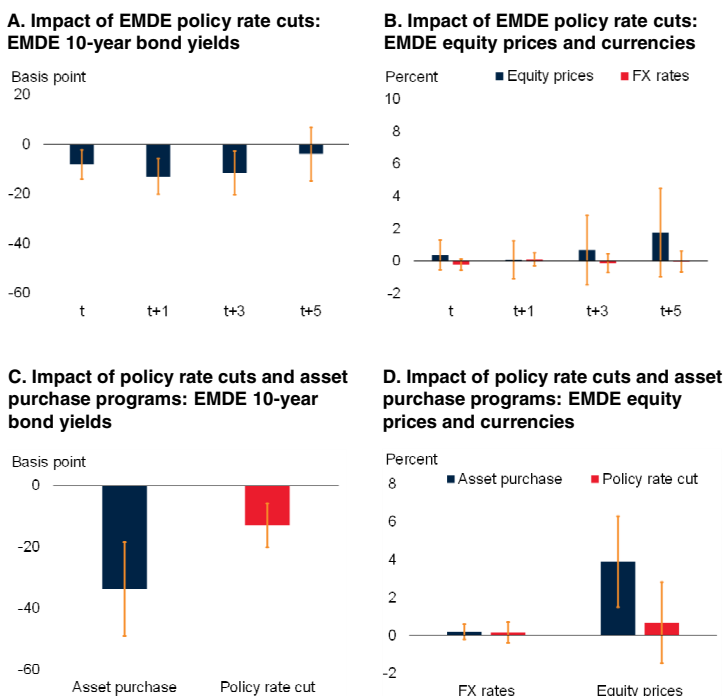 A. Impact of EMDE policy rate cuts:
EMDE 10-year bond yields
Basis point
20
0
-20
-40
-60
t
t+1
t+3
t+5
B. Impact of EMDE policy rate cuts:
EMDE equity prices and currencies
Percent
Equity prices
FX rates
10
8
6
4
2
0
-2
t
t+1
t+3
t+5
C. Impact of policy rate cuts and asset
purchase programs: EMDE 10-year
bond yields
Basis point
0
-20
-40
-60
Asset purchase
Policy rate cut
D. Impact of policy rate cuts and asset
purchase programs: EMDE equity
prices and currencies
Percent
Asset purchase
Policy rate cut
8
6
4
2
0
-2
FX rates
Equity prices